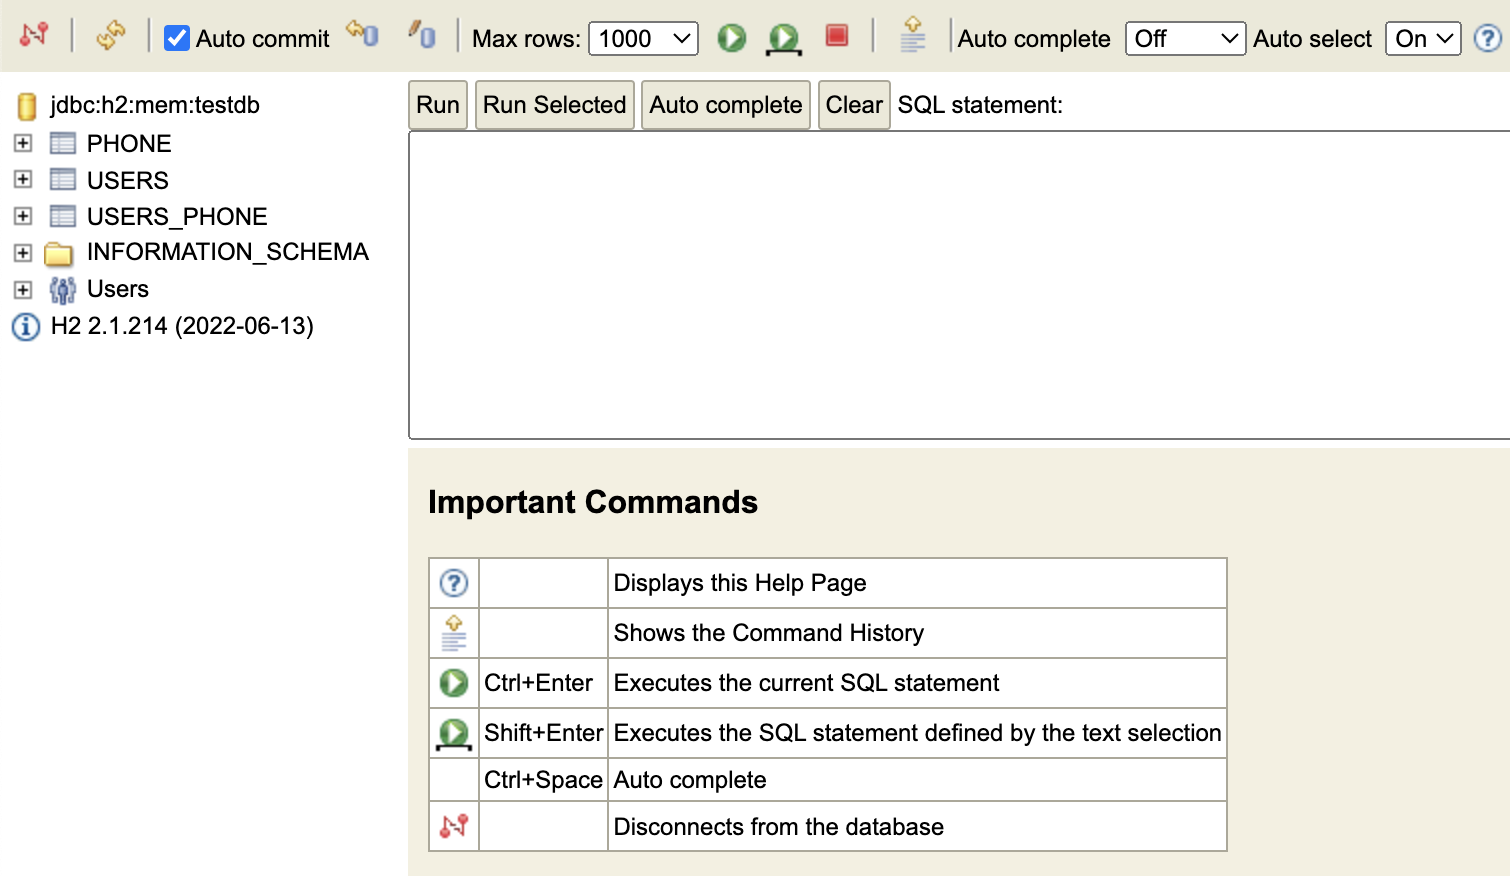 Auto commit Max rows: 1000 Auto complete Off Auto select On
jdbc:h2:mem:testdb
PHONE
USERS
USERS_PHONE
INFORMATION_SCHEMA
Users
H2 2.1.214 (2022-06-13)
Run Run Selected Auto complete Clear SQL statement:
Important Commands
Displays this Help Page
Shows the Command History
Ctrl+Enter Executes the current SQL statement
Shift+Enter Executes the SQL statement defined by the text selection
Ctrl+Space Auto complete
Disconnects from the database